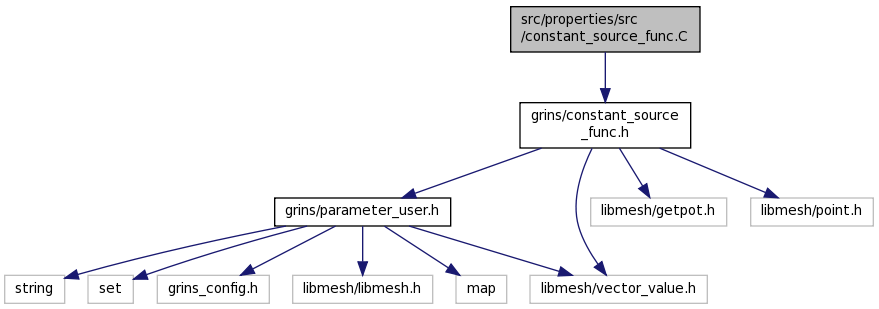 src/properties/src
/constant_source_func.C
grins/constant_source
_func.h
grins/parameter_user.h
libmesh/getpot.h
libmesh/point.h
string
set
grins_config.h
libmesh/libmesh.h
map
libmesh/vector_value.h